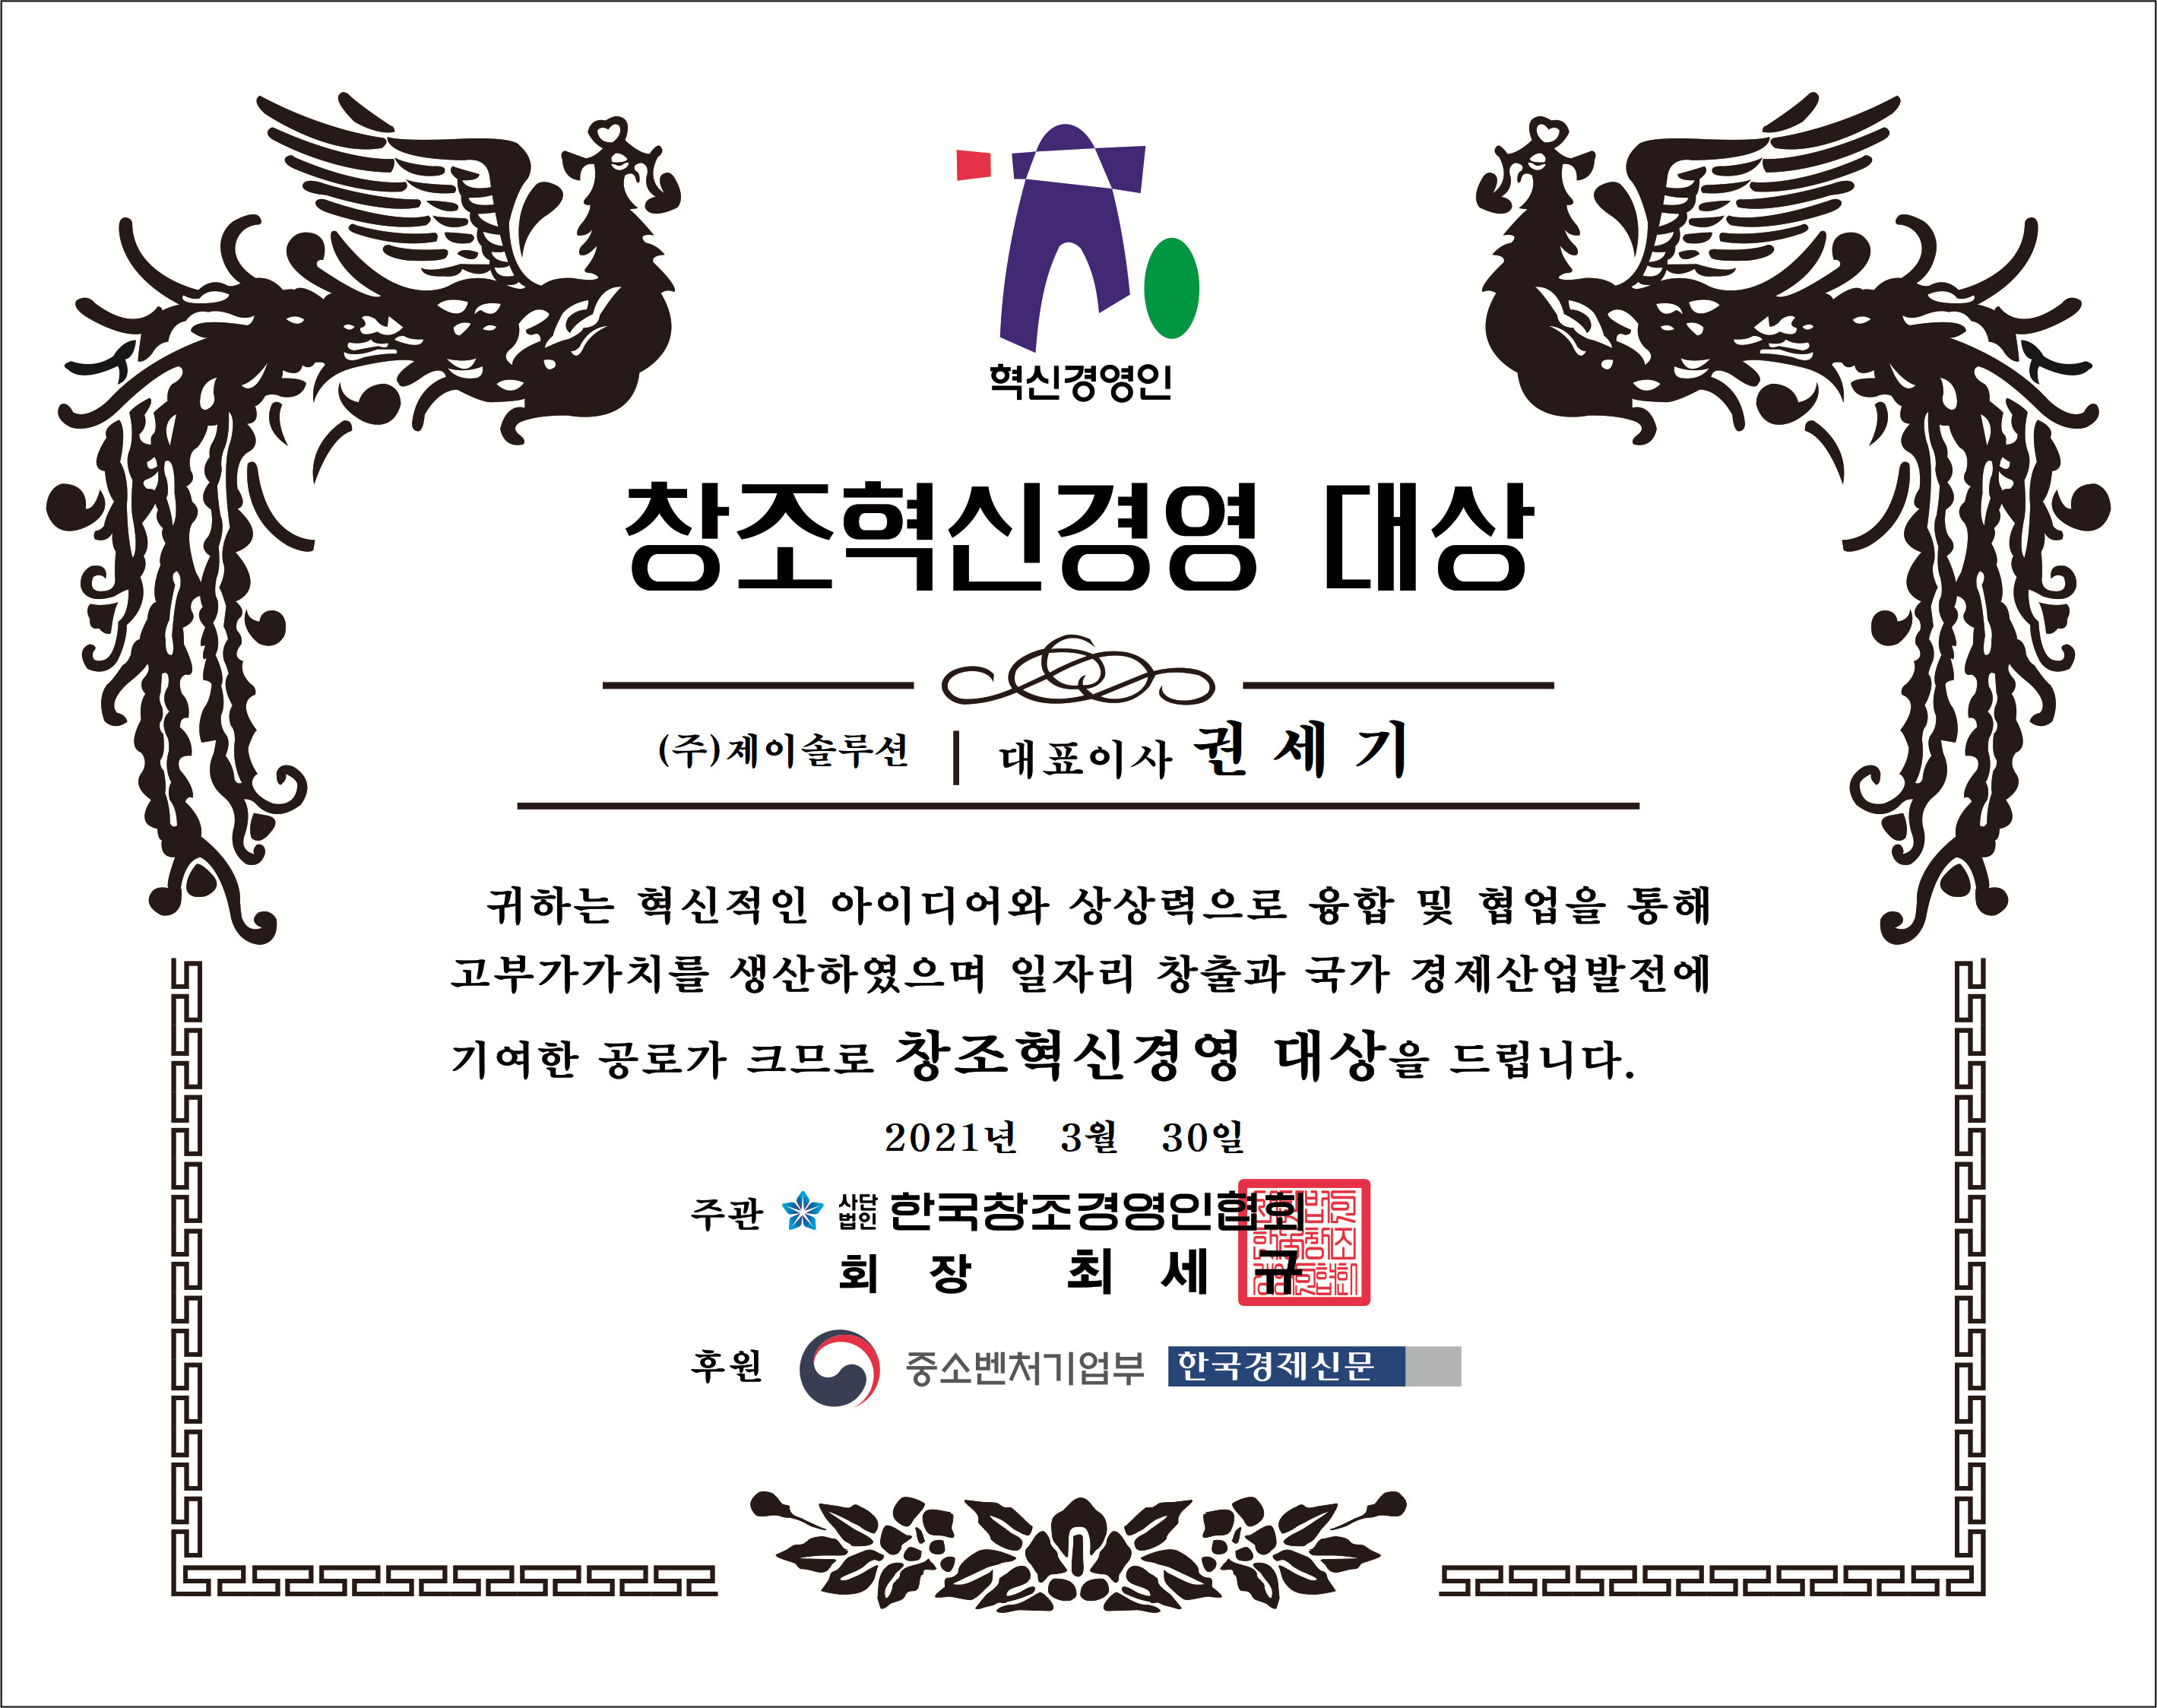 혁신경영인
창조혁신경영 대상
(주)제이솔루션 | 대표이사 권 세 기
귀하는 혁신적인 아이디어와 상상력으로 융합 및 협업을 통해
고부가가치를 생산하였으며 일자리 창출과 국가 경제산업발전에
기여한 공로가 크므로 창조혁신경영 대상을 드립니다.
2021년 3월 30일
주관 사단법인 한국창조경영인협회
회 장 최 세 규
후원 중소벤처기업부 한국경제신문